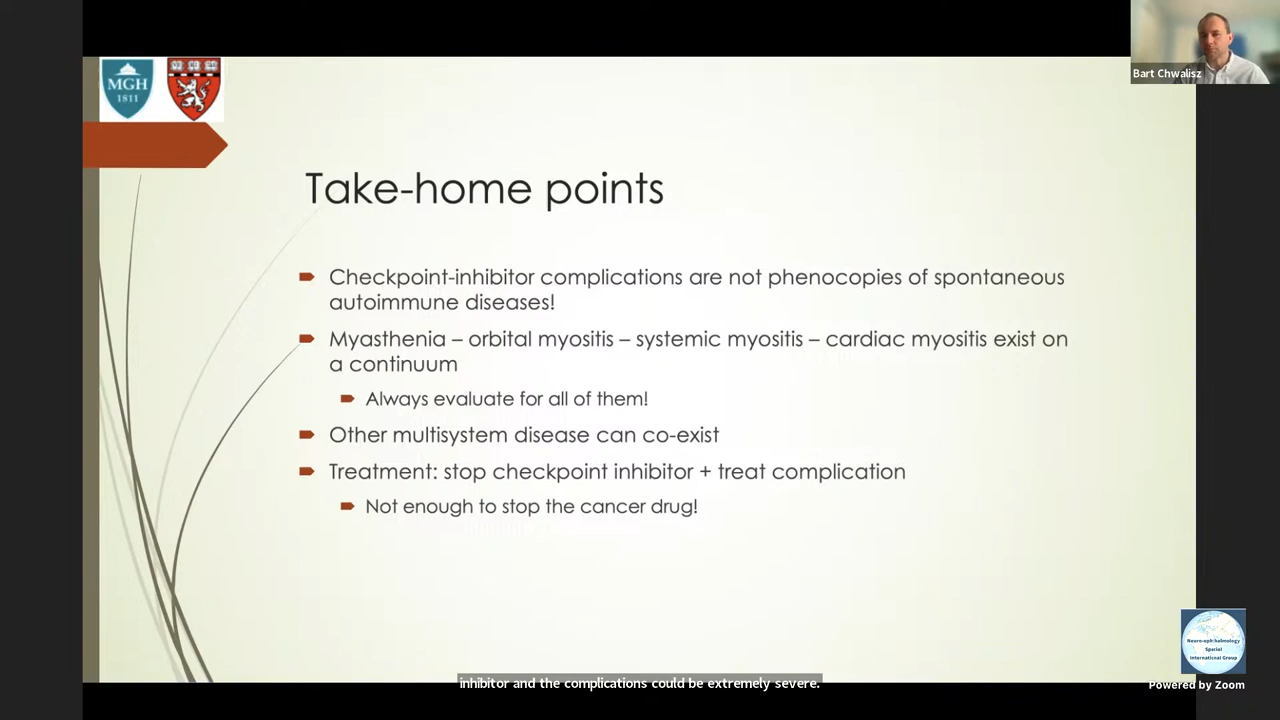 Bart Chwalisz
MGH
1811
Take-home points
Checkpoint-inhibitor complications are not phenocopies of spontaneous
autoimmune diseases!
Myasthenia – orbital myositis – systemic myositis – cardiac myositis exist on
a continuum
Always evaluate for all of them!
Other multisystem disease can co-exist
Treatment: stop checkpoint inhibitor + treat complication
Not enough to stop the cancer drug!
Neuro-ophthalmology
Special
International Group
inhibitor and the complications could be extremely severe.
Powered by Zoom